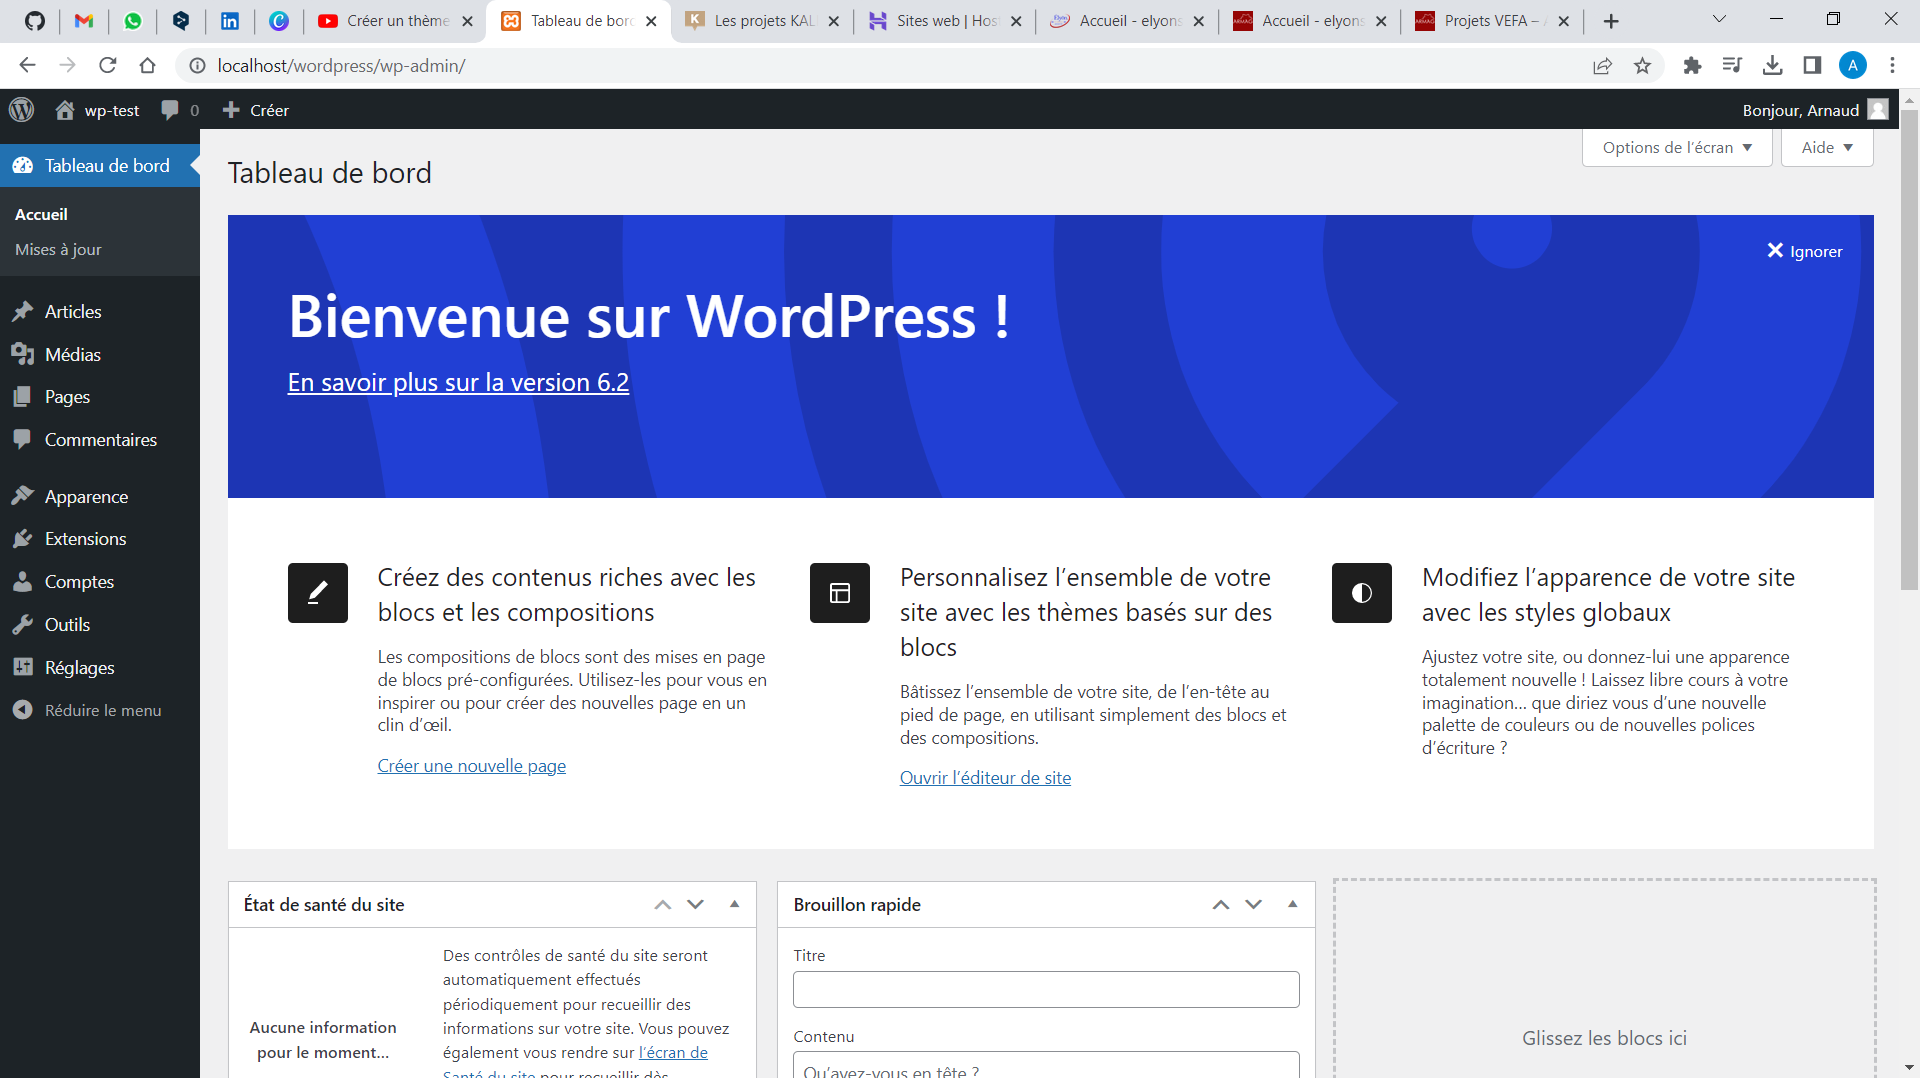 Créer un thème
Tableau de bord
Les projets KAL
Sites web | Hos
Accueil - elyons
Accueil - elyons
Projets VEFA –
localhost/wordpress/wp-admin/
A
wp-test
0
Créer
Bonjour, Arnaud
Tableau de bord
Accueil
Mises à jour
Articles
Médias
Pages
Commentaires
Apparence
Extensions
Comptes
Outils
Réglages
Réduire le menu
Tableau de bord
Options de l’écran
Aide
Ignorer
Bienvenue sur WordPress !
En savoir plus sur la version 6.2
Créez des contenus riches avec les
blocs et les compositions
Les compositions de blocs sont des mises en page
de blocs pré-configurées. Utilisez-les pour vous en
inspirer ou pour créer des nouvelles page en un
clin d’œil.
Créer une nouvelle page
Personnalisez l’ensemble de votre
site avec les thèmes basés sur des
blocs
Bâtissez l’ensemble de votre site, de l’en-tête au
pied de page, en utilisant simplement des blocs et
des compositions.
Ouvrir l’éditeur de site
Modifiez l’apparence de votre site
avec les styles globaux
Ajustez votre site, ou donnez-lui une apparence
totalement nouvelle ! Laissez libre cours à votre
imagination… que diriez vous d’une nouvelle
palette de couleurs ou de nouvelles polices
d’écriture ?
État de santé du site
Aucune information
pour le moment…
Des contrôles de santé du site seront
automatiquement effectués
périodiquement pour recueillir des
informations sur votre site. Vous pouvez
également vous rendre sur l’écran de
Santé du site pour recueillir dès
Brouillon rapide
Titre
Contenu
Qu’avez-vous en tête ?
Glissez les blocs ici